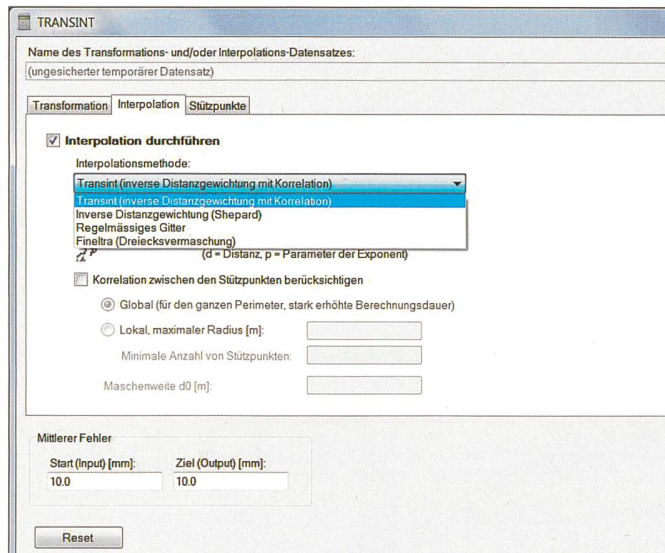 TRANSINT
Name des Transformations- und/oder Interpolations-Datensatzes:
(ungesicherter temporärer Datensatz)
Transformation Interpolation Stützpunkte
Interpolation durchführen
Interpolationsmethode:
Transint (inverse Distanzgewichtung mit Korrelation)
Transint (inverse Distanzgewichtung mit Korrelation)
Inverse Distanzgewichtung (Shepard)
Regelmässiges Gitter
Fineltra (Dreiecksvermaschung)
(d = Distanz, p = Parameter der Exponent)
Korrelation zwischen den Stützpunkten berücksichtigen
Global (für den ganzen Perimeter, stark erhöhte Berechnungsdauer)
Lokal, maximaler Radius [m]:
Minimale Anzahl von Stützpunkten:
Maschenweite d0 [m]:
Mittlerer Fehler
Start (Input) [mm]: Ziel (Output) [mm]:
10.0 10.0
Reset